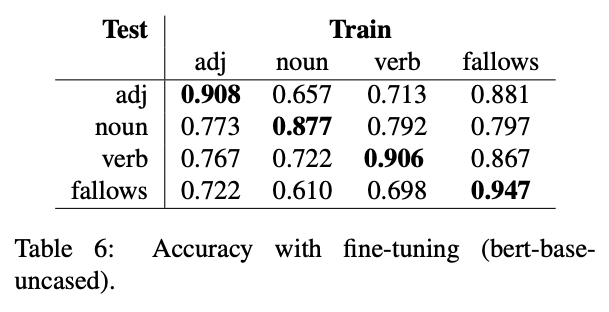 Test Train
adj noun verb fallows
adj 0.908 0.657 0.713 0.881
noun 0.773 0.877 0.792 0.797
verb 0.767 0.722 0.906 0.867
fallows 0.722 0.610 0.698 0.947
Table 6: Accuracy with fine-tuning (bert-base-
uncased).